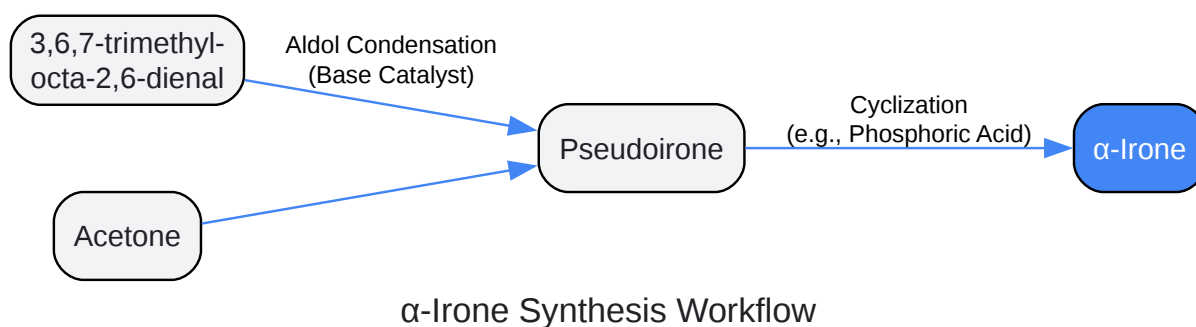 3,6,7-trimethyl-
octa-2,6-dienal
Aldol Condensation
(Base Catalyst)
Acetone
Pseudoirone
Cyclization
(e.g., Phosphoric Acid)
α-Irone
α-Irone Synthesis Workflow